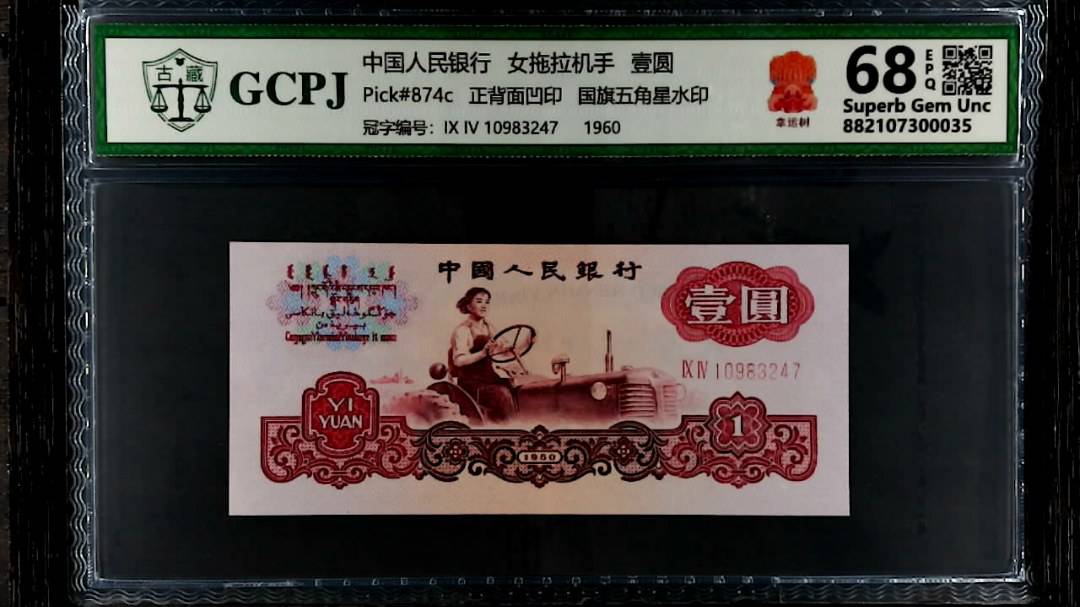 古藏
GCPJ
中国人民银行 女拖拉机手 壹圆
Pick#874c 正背面凹印 国旗五角星水印
冠字编号: IX IV 10983247 1960
幸运树
68 EPQ
Superb Gem Unc
882107300035
中國人民銀行
壹圓
IX IV 10983247
YI
YUAN
1
1960